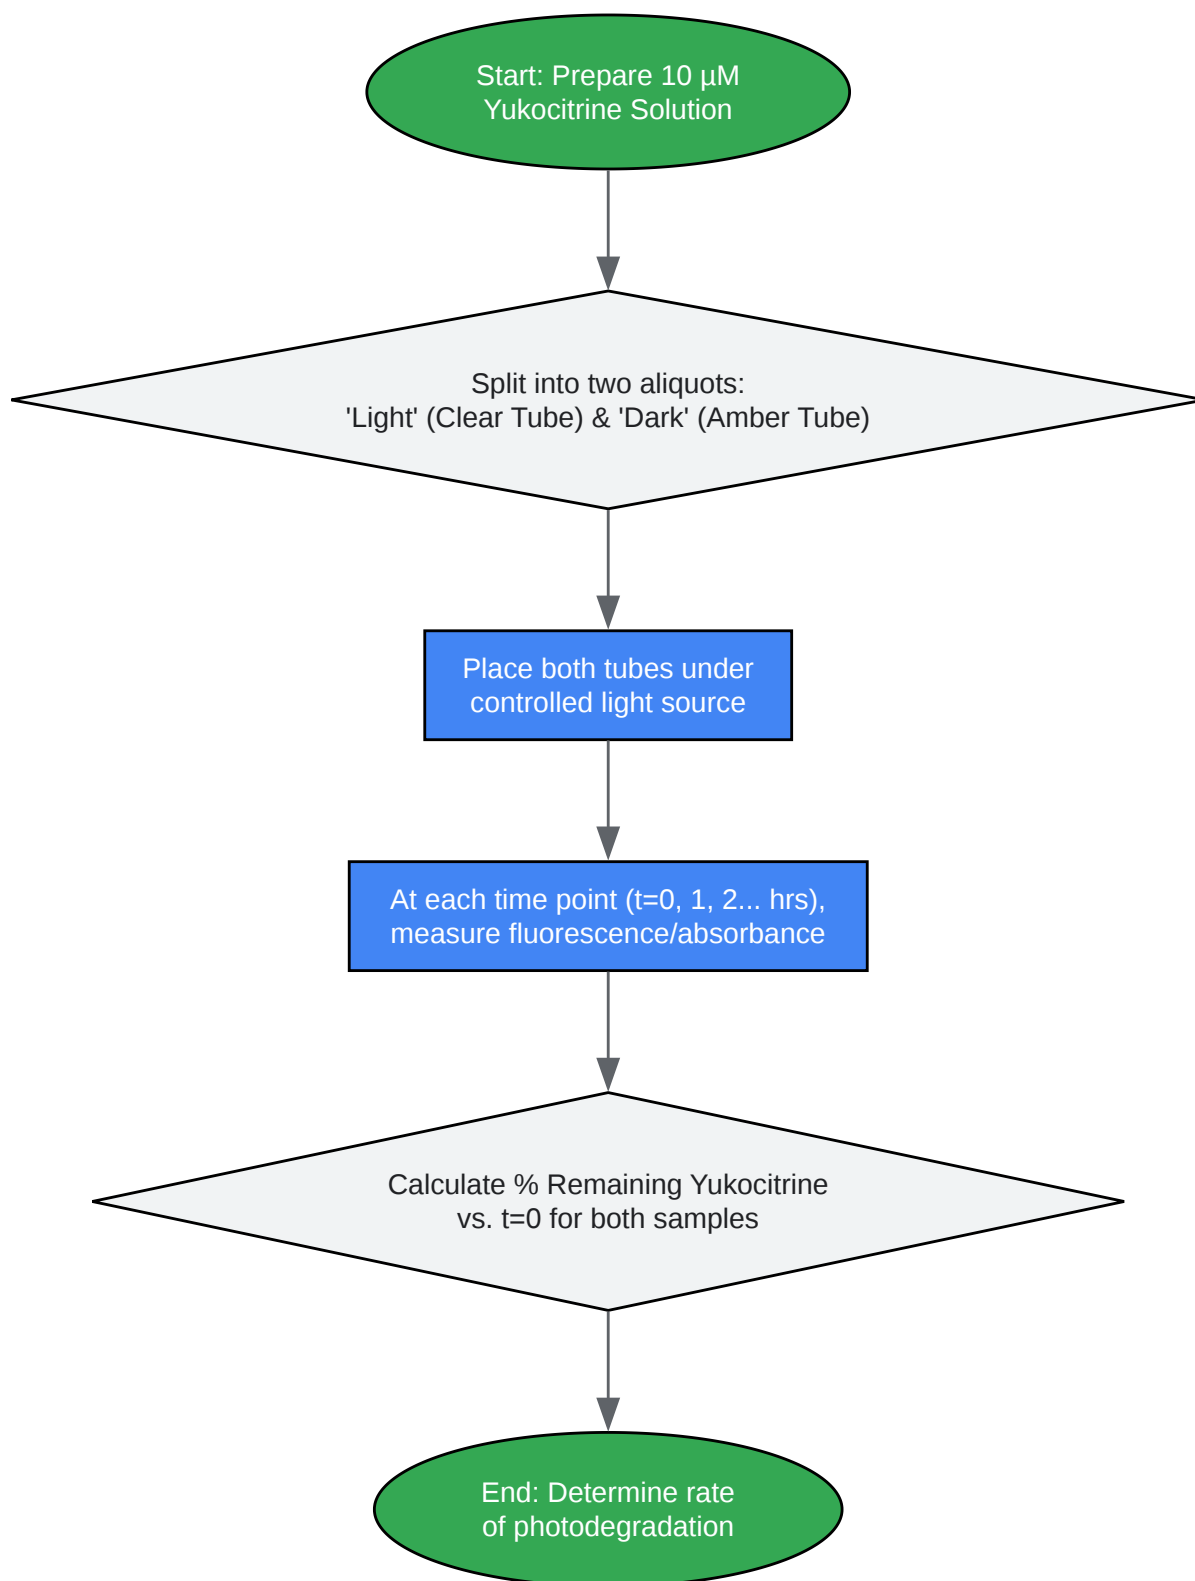 Start: Prepare 10 µM
Yukocitrine Solution
Split into two aliquots:
'Light' (Clear Tube) & 'Dark' (Amber Tube)
Place both tubes under
controlled light source
At each time point (t=0, 1, 2... hrs),
measure fluorescence/absorbance
Calculate % Remaining Yukocitrine
vs. t=0 for both samples
End: Determine rate
of photodegradation